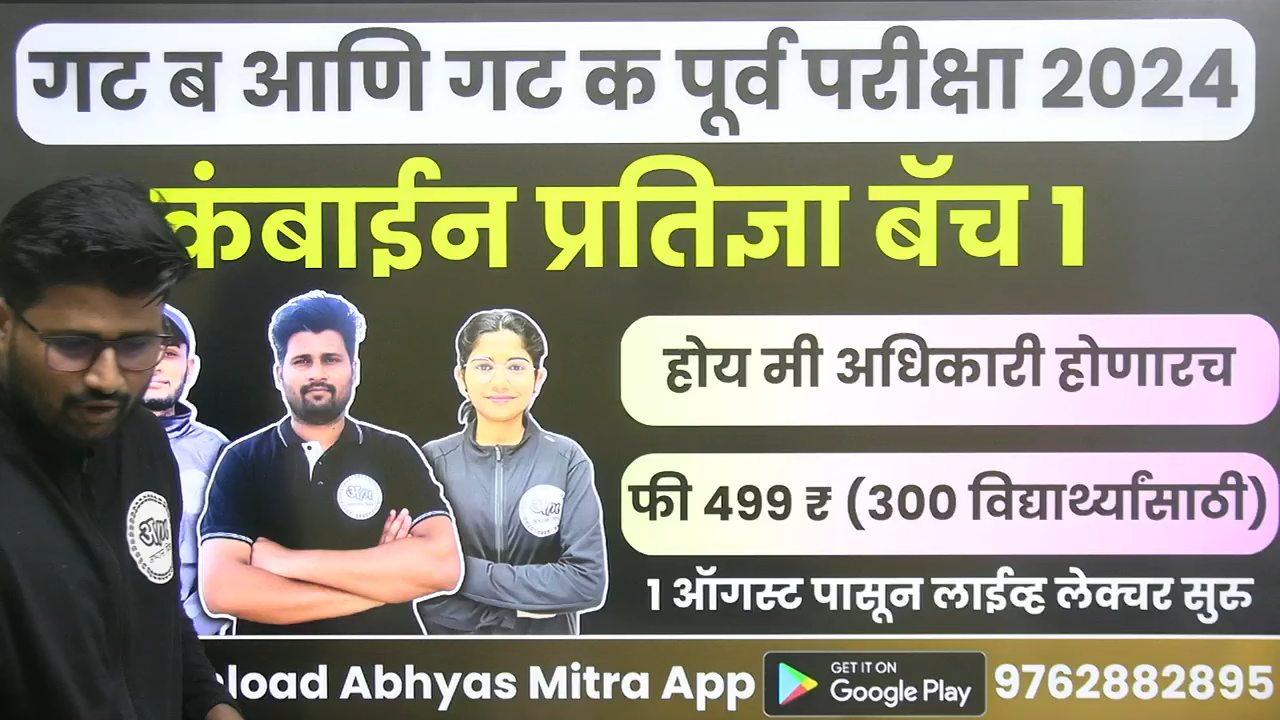 गट ब आणि गट क पूर्व परीक्षा 2024
कंबाईन प्रतिज्ञा बॅच 1
होय मी अधिकारी होणारच
फी 499 ₹ (300 विद्यार्थ्यांसाठी)
1 ऑगस्ट पासून लाईव्ह लेक्चर सुरु
Abhyas Mitra App
GET IT ON
Google Play
9762882895